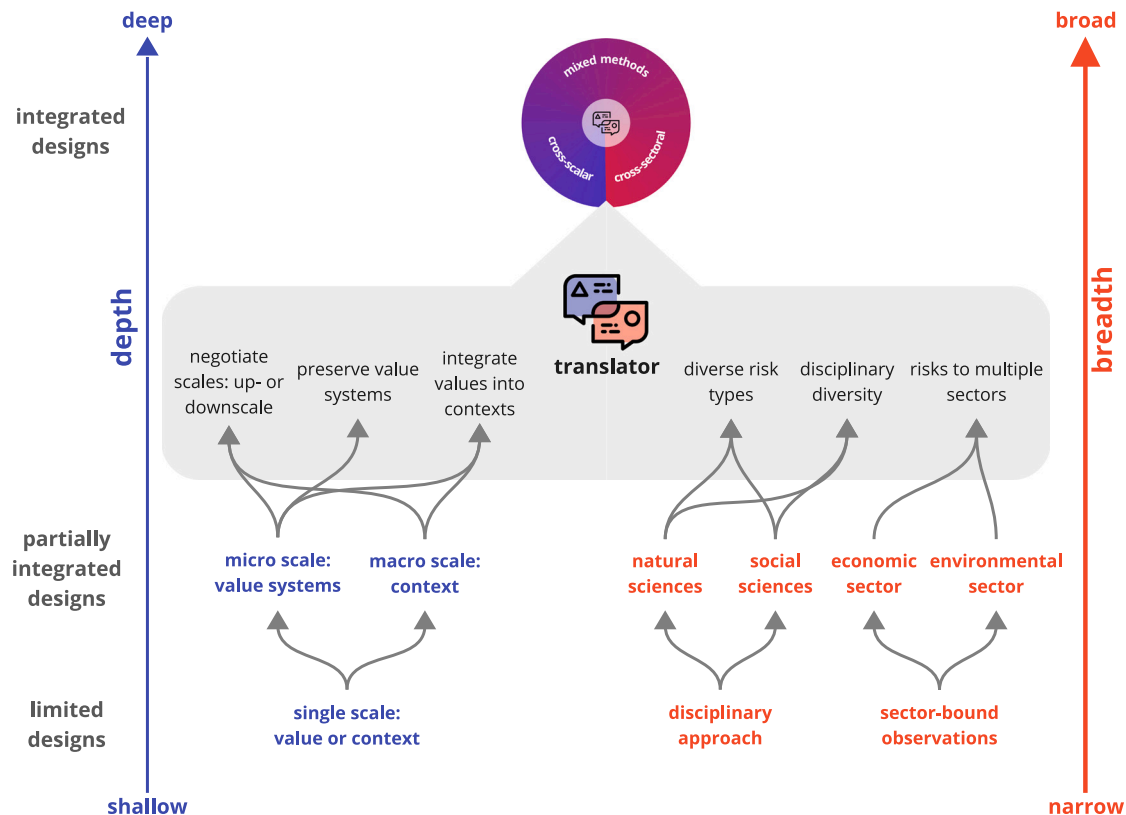 deep
broad
mixed methods
cross-scalar
cross-sectoral
integrated
designs
depth
breadth
translator
negotiate
scales: up- or
downscale
preserve value
systems
integrate
values into
contexts
diverse risk
types
disciplinary
diversity
risks to multiple
sectors
partially
integrated
designs
micro scale:
value systems
macro scale:
context
natural
sciences
social
sciences
economic
sector
environmental
sector
limited
designs
single scale:
value or context
disciplinary
approach
sector-bound
observations
shallow
narrow